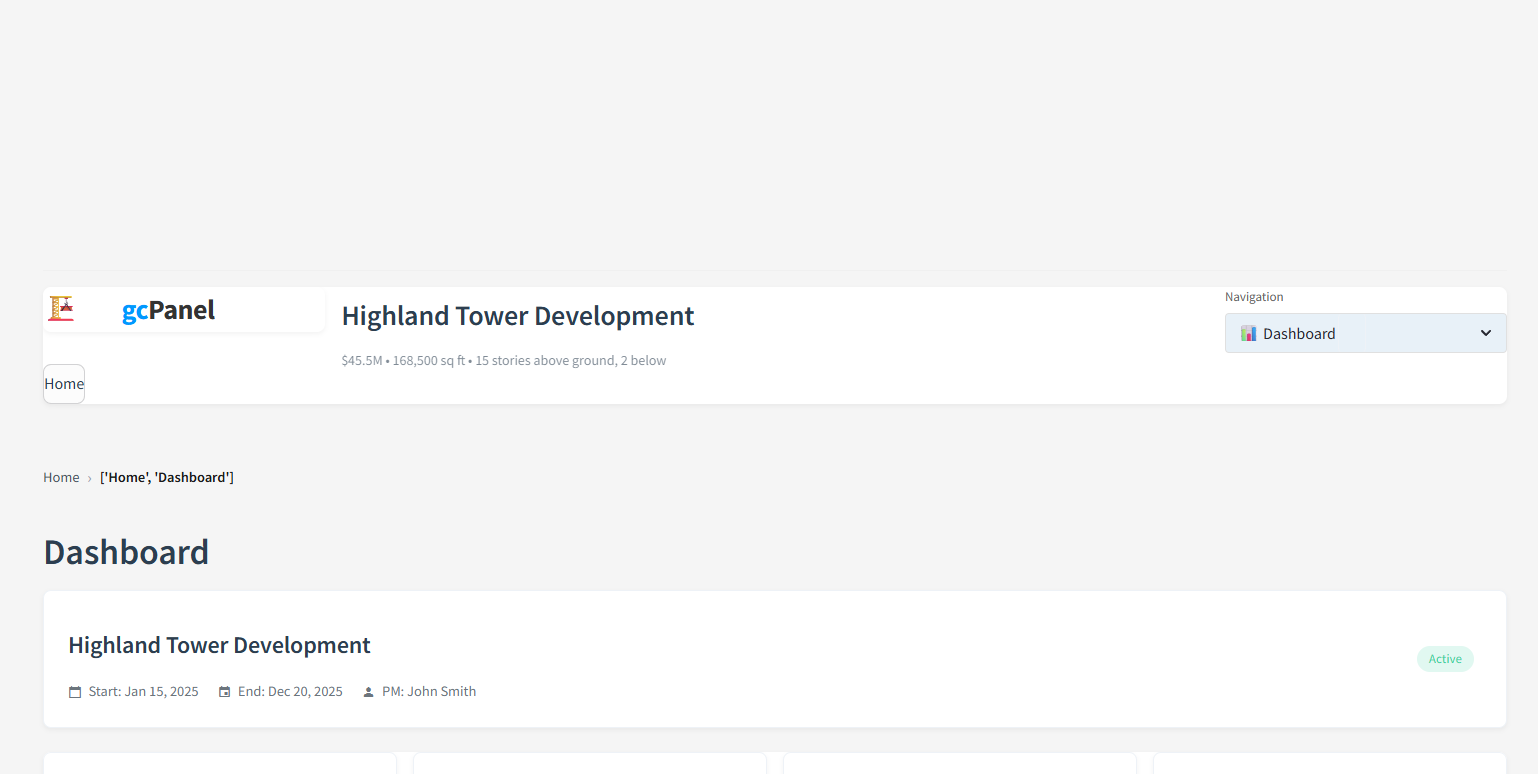 gcPanel
Highland Tower Development
$45.5M • 168,500 sq ft • 15 stories above ground, 2 below
Navigation
Dashboard
Home
Home › ['Home', 'Dashboard']
Dashboard
Highland Tower Development
Active
Start: Jan 15, 2025 End: Dec 20, 2025 PM: John Smith